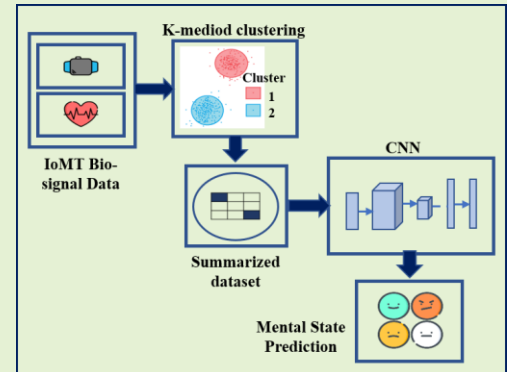 K-mediod clustering
Cluster
1
2
IoMT Bio-
signal Data
CNN
Summarized
dataset
Mental State
Prediction